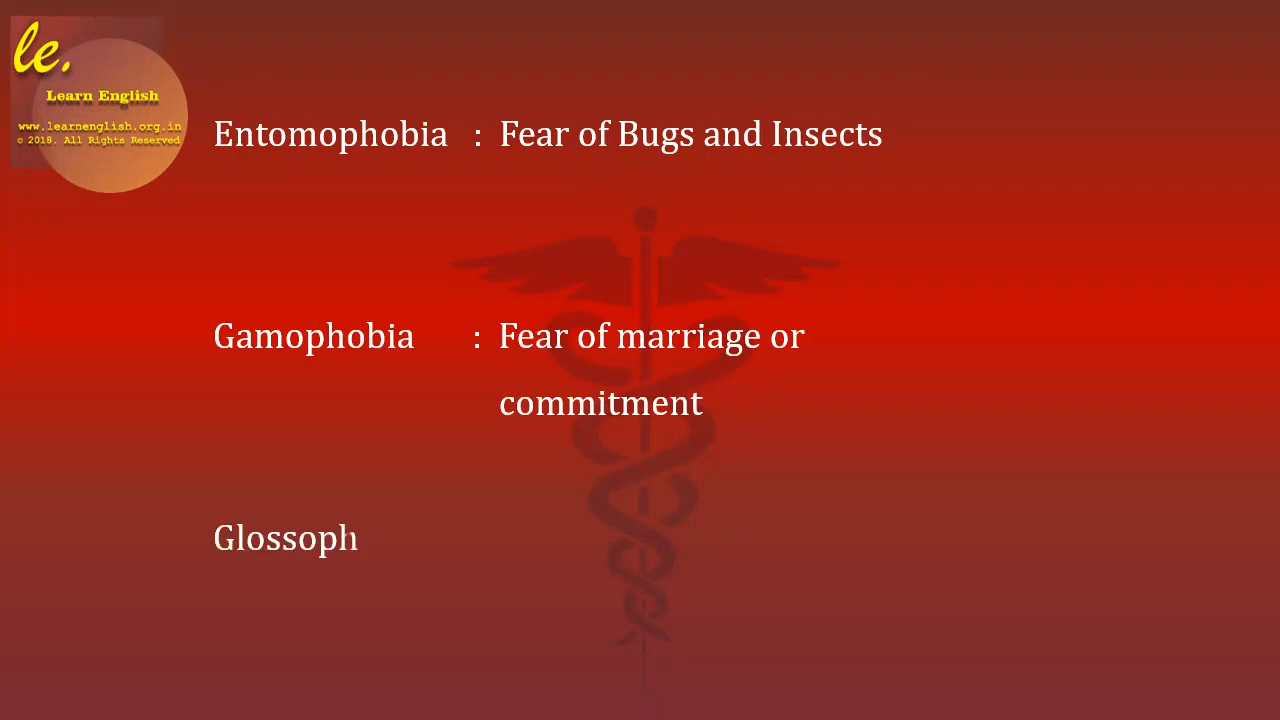 le.
Learn English
www.learnenglish.org.in
© 2018. All Rights Reserved
Entomophobia : Fear of Bugs and Insects
Gamophobia : Fear of marriage or
commitment
Glossoph